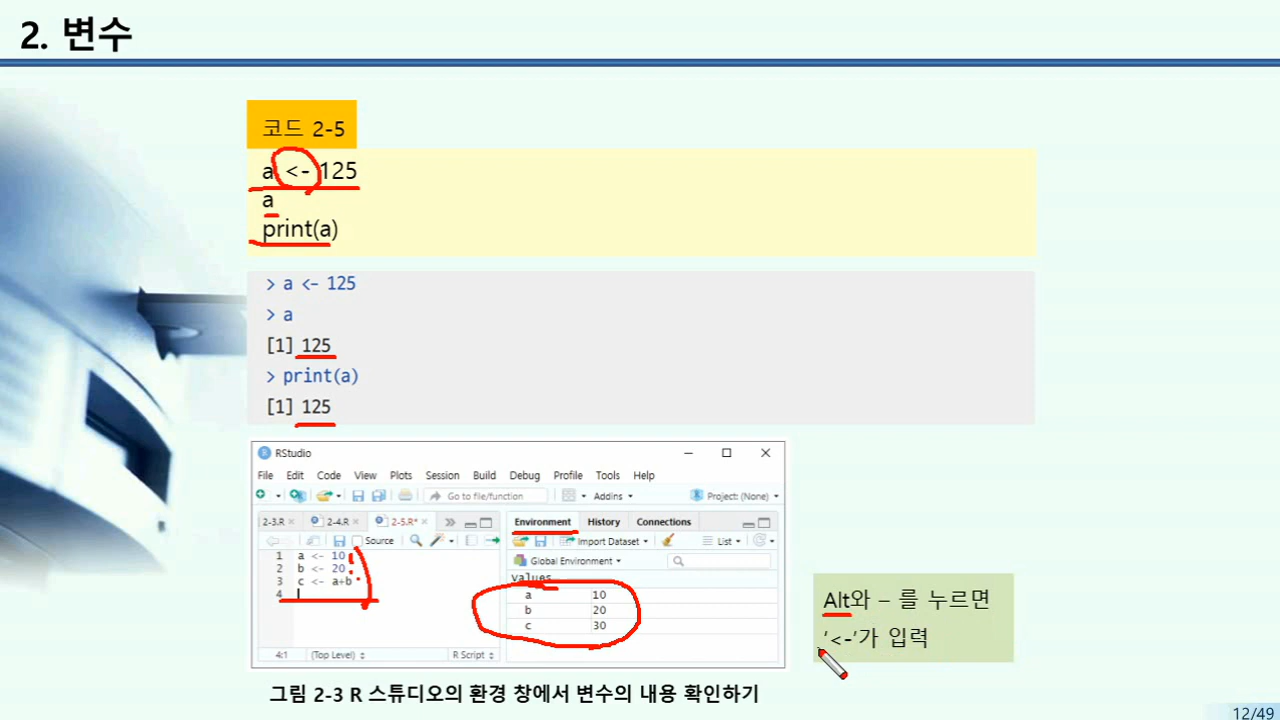 2. 변수
코드 2-5
a <- 125
a
print(a)
> a <- 125
> a
[1] 125
> print(a)
[1] 125
RStudio
File Edit Code View Plots Session Build Debug Profile Tools Help
Go to file/function Addins Project: (None)
2-3.R 2-4.R 2-5.R*
Source
1 a <- 10
2 b <- 20
3 c <- a+b
4
4:1 (Top Level) R Script
Environment History Connections
Import Dataset List
Global Environment
values
a 10
b 20
c 30
Alt와 – 를 누르면
‘<-’가 입력
그림 2-3 R 스튜디오의 환경 창에서 변수의 내용 확인하기
12/49